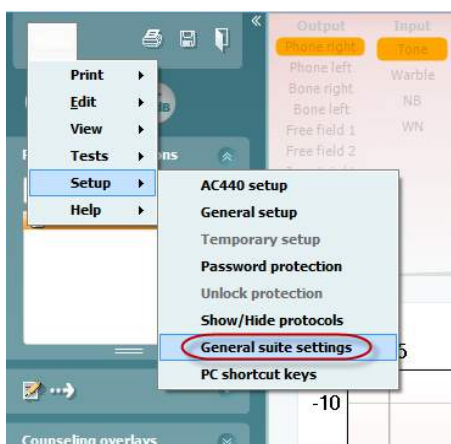 «
Output Input
Phone right Tone
Phone left Warble
Bone right NB
Bone left WN
Free field 1
Free field 2
Print
Edit
View
Tests
Setup
Help
ns
AC440 setup
General setup
Temporary setup
Password protection
Unlock protection
Show/Hide protocols
General suite settings
PC shortcut keys
5
-10
Counseling overlays